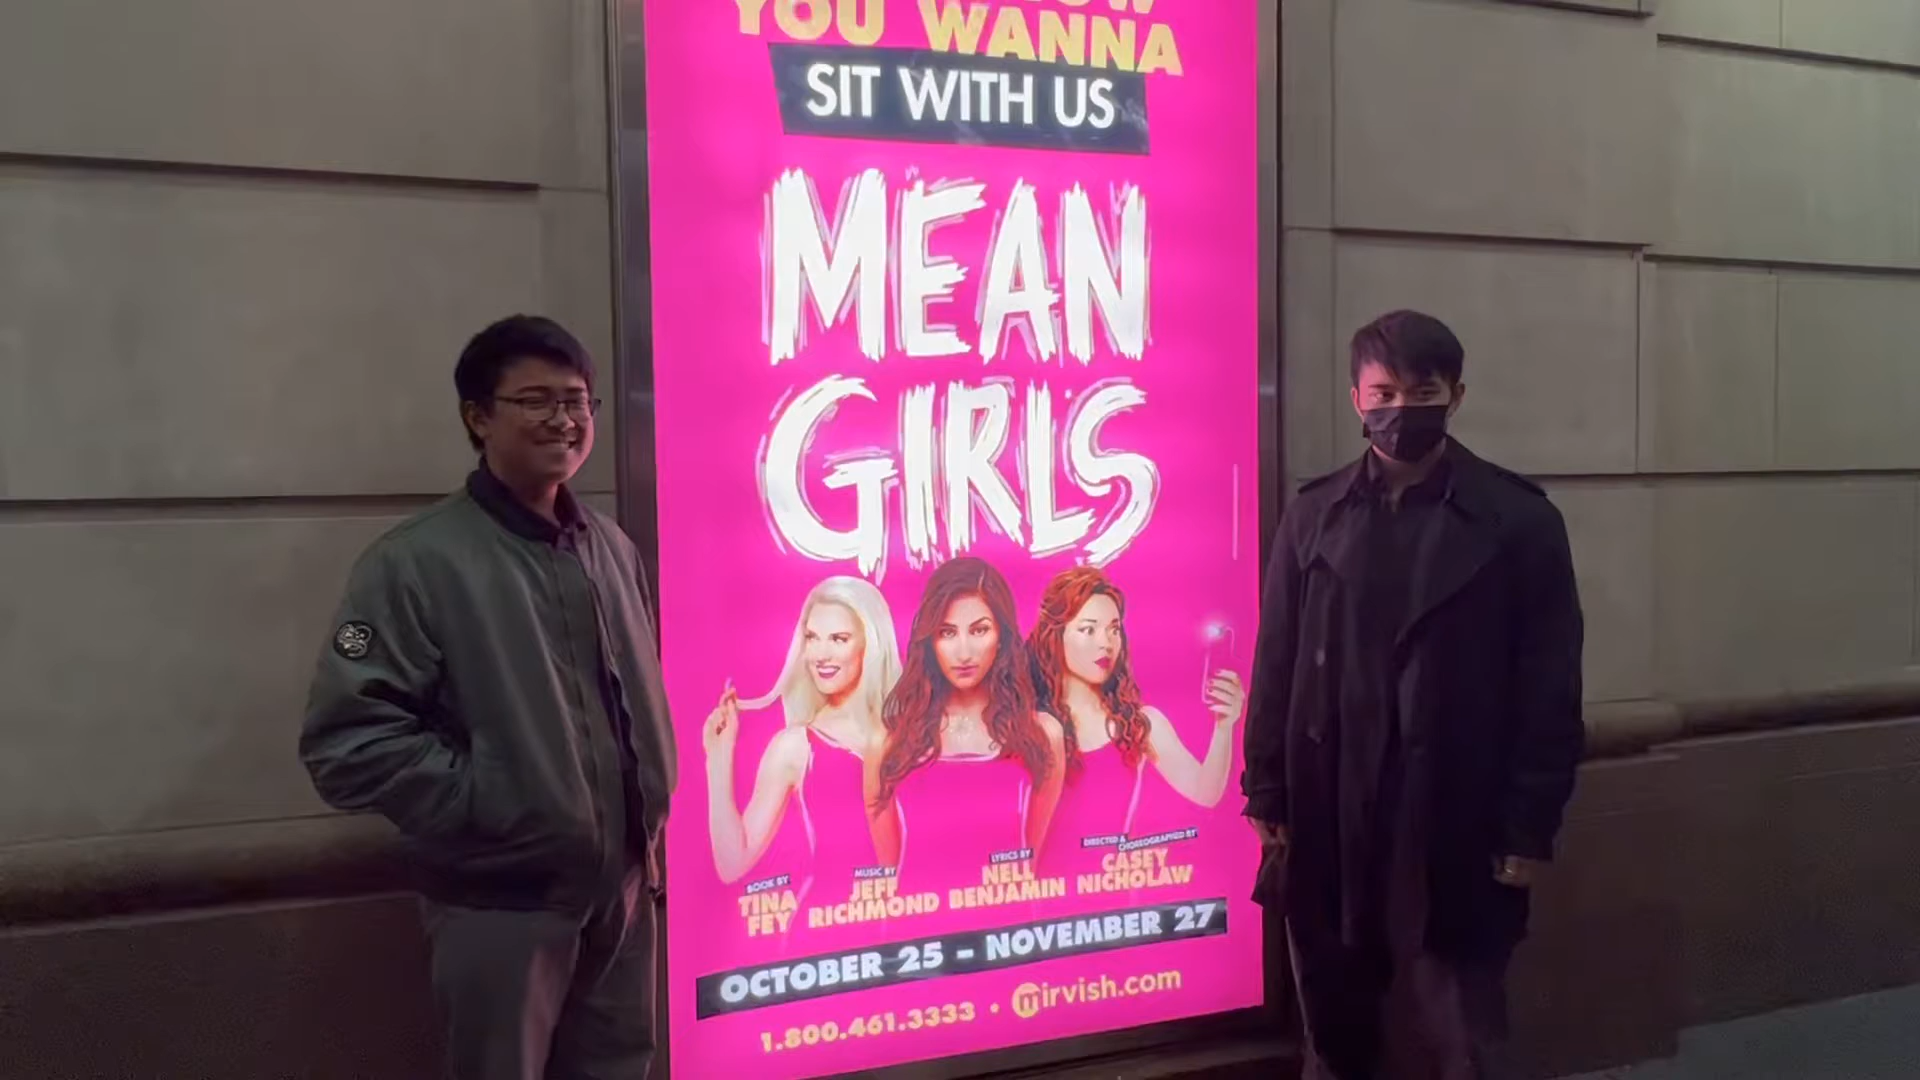 YOU WANNA
SIT WITH US
MEAN
GIRLS
BOOK BY
TINA
FEY
MUSIC BY
JEFF
RICHMOND
LYRICS BY
NELL
BENJAMIN
DIRECTED &
CHOREOGRAPHED BY
CASEY
NICHOLAW
OCTOBER 25 - NOVEMBER 27
1.800.461.3333 • mirvish.com